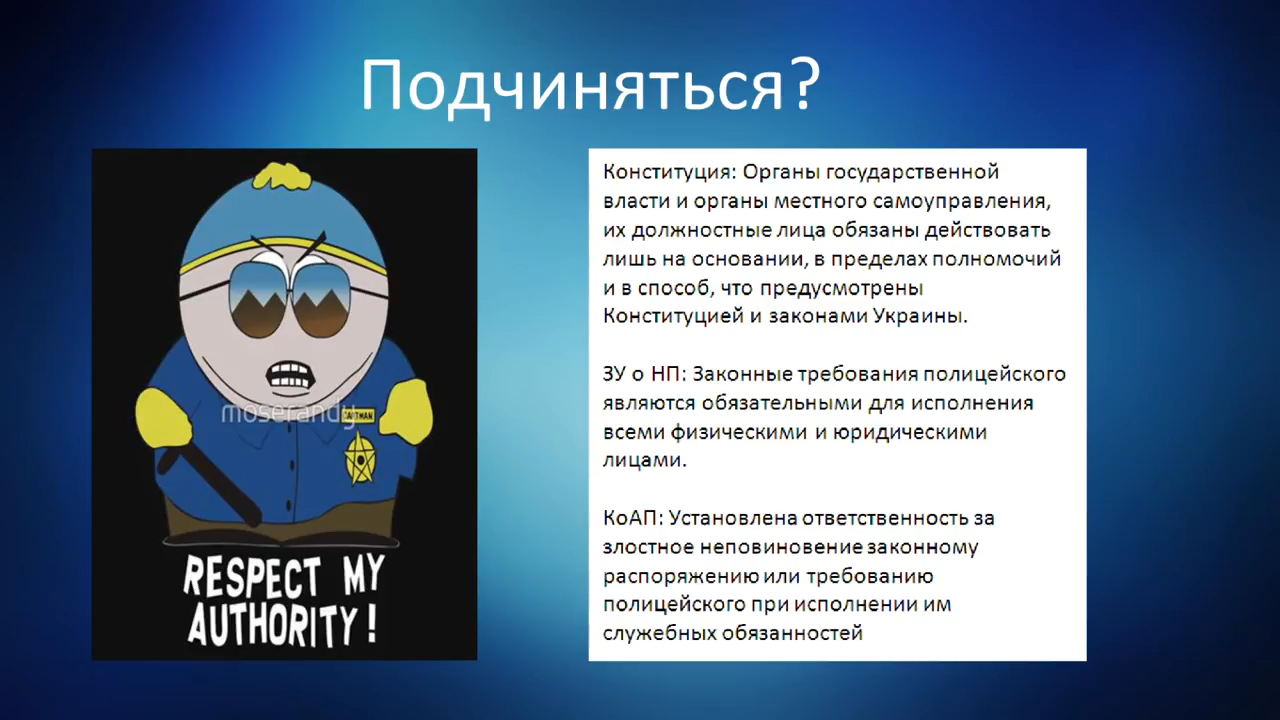 Подчиняться?
Конституция: Органы государственной
власти и органы местного самоуправления,
их должностные лица обязаны действовать
лишь на основании, в пределах полномочий
и в способ, что предусмотрены
Конституцией и законами Украины.
ЗУ о НП: Законные требования полицейского
являются обязательными для исполнения
всеми физическими и юридическими
лицами.
КоАП: Установлена ответственность за
злостное неповиновение законному
распоряжению или требованию
полицейского при исполнении им
служебных обязанностей
moserandy
CARTMAN
RESPECT MY
AUTHORITY!